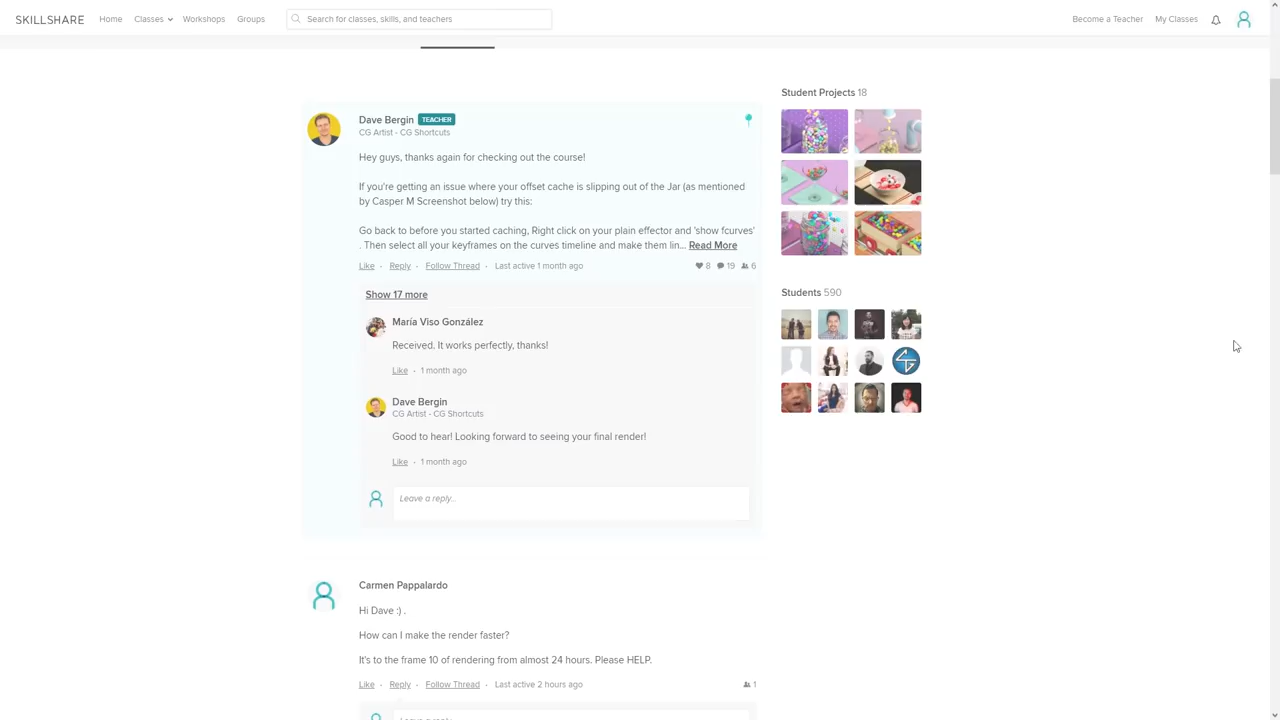 SKILLSHARE
Home
Classes
Workshops
Groups
Search for classes, skills, and teachers
Become a Teacher
My Classes
Dave Bergin TEACHER
CG Artist - CG Shortcuts
Hey guys, thanks again for checking out the course!
If you're getting an issue where your offset cache is slipping out of the Jar (as mentioned
by Casper M Screenshot below) try this:
Go back to before you started caching, Right click on your plain effector and 'show fcurves'
. Then select all your keyframes on the curves timeline and make them lin... Read More
Like · Reply · Follow Thread · Last active 1 month ago 8 19 6
Show 17 more
María Viso González
Received. It works perfectly, thanks!
Like · 1 month ago
Dave Bergin
CG Artist - CG Shortcuts
Good to hear! Looking forward to seeing your final render!
Like · 1 month ago
Leave a reply...
Carmen Pappalardo
Hi Dave :) .
How can I make the render faster?
It's to the frame 10 of rendering from almost 24 hours. Please HELP.
Like · Reply · Follow Thread · Last active 2 hours ago 1
Leave a reply...
Student Projects 18
Students 590